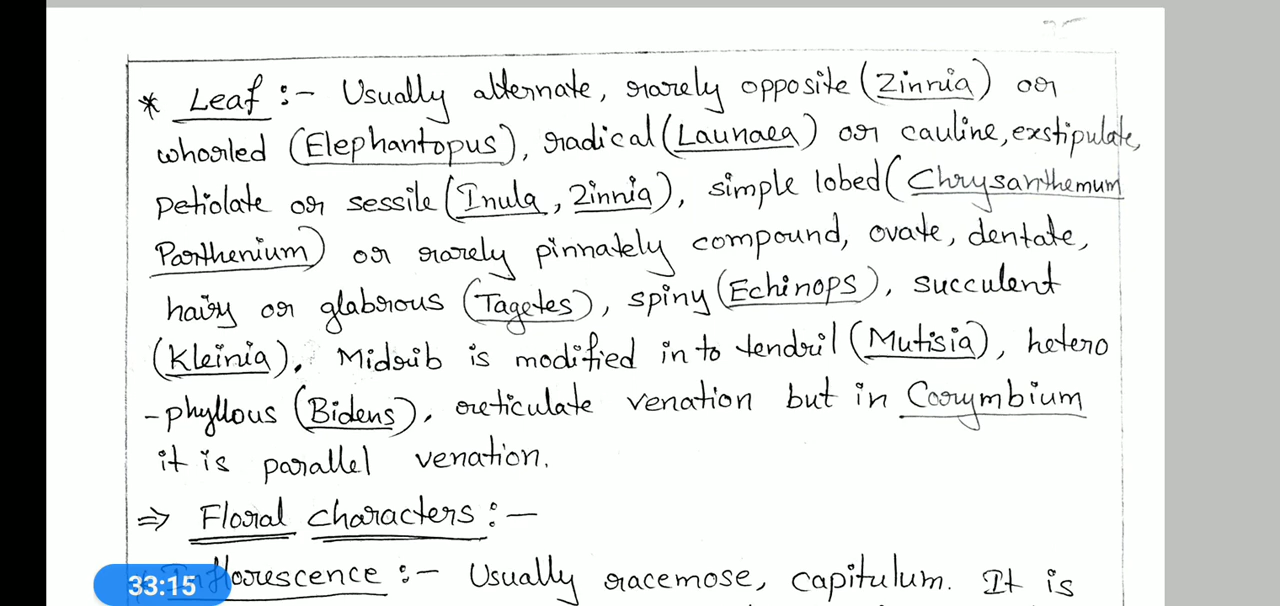 * Leaf :- Usually alternate, rarely opposite (Zinnia) or
whorled (Elephantopus), radical (Launaea) or cauline, exstipulate,
petiolate or sessile (Inula, Zinnia), simple lobed (Chrysanthemum
Parthenium) or rarely pinnately compound, ovate, dentate,
hairy or glabrous (Tagetes), spiny (Echinops), succulent
(Kleinia). Midrib is modified in to tendril (Mutisia), hetero
-phyllous (Bidens), reticulate venation but in Corymbium
it is parallel venation.
⇒ Floral characters :-
Inflorescence :- Usually racemose, capitulum. It is
33:15